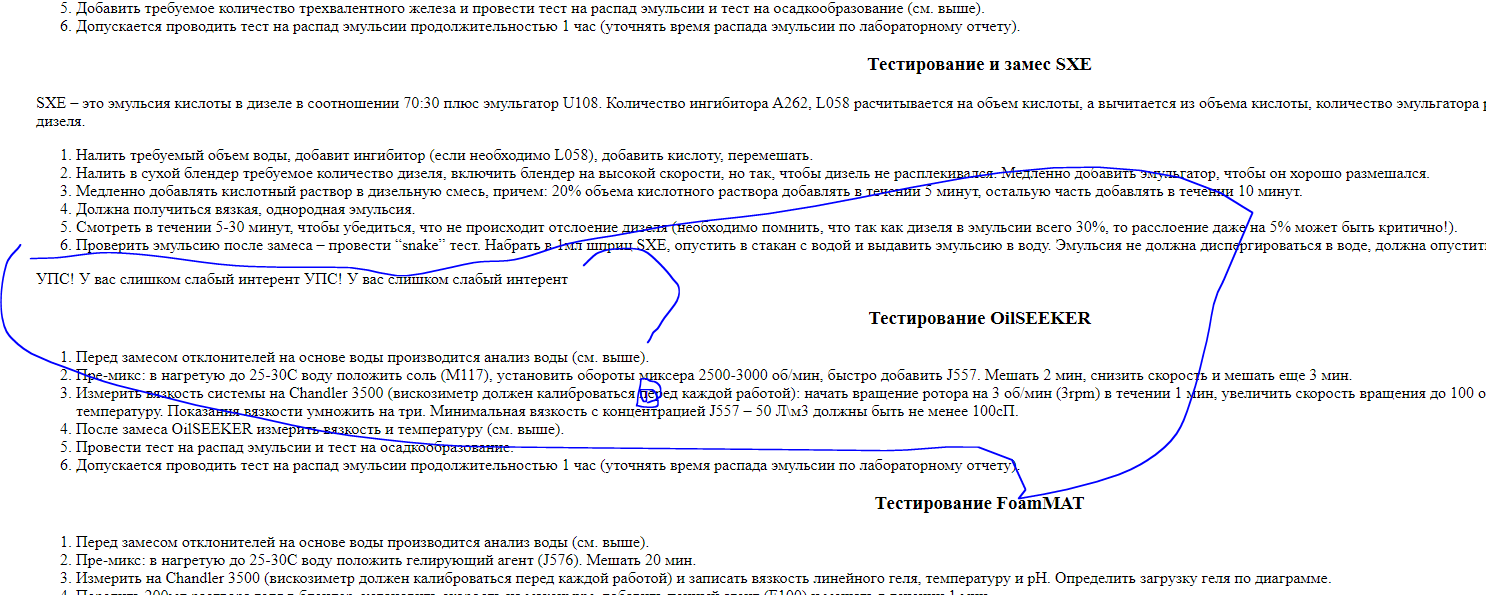 5. Добавить требуемое количество трехвалентного железа и провести тест на распад эмульсии и тест на осадкообразование (см. выше).
6. Допускается проводить тест на распад эмульсии продолжительностью 1 час (уточнять время распада эмульсии по лабораторному отчету).
Тестирование и замес SXE
SXE – это эмульсия кислоты в дизеле в соотношении 70:30 плюс эмульгатор U108. Количество ингибитора A262, L058 расчитывается на объем кислоты, а вычитается из объема кислоты, количество эмульгатора
дизеля.
1. Налить требуемый объем воды, добавит ингибитор (если необходимо L058), добавить кислоту, перемешать.
2. Налить в сухой блендер требуемое количество дизеля, включить блендер на высокой скорости, но так, чтобы дизель не расплекивался. Медленно добавить эмульгатор, чтобы он хорошо размешался.
3. Медленно добавлять кислотный раствор в дизельную смесь, причем: 20% объема кислотного раствора добавлять в течений 5 минут, остальую часть добавлять в течений 10 минут.
4. Должна получиться вязкая, однородная эмульсия.
5. Смотреть в течении 5-30 минут, чтобы убедиться, что не происходит отслоение дизеля (необходимо помнить, что так как дизеля в эмульсии всего 30%, то расслоение даже на 5% может быть критично!).
6. Проверить эмульсию после замеса – провести “snake” тест. Набрать в 1мл шприц SXE, опустить в стакан с водой и выдавить эмульсию в воду. Эмульсия не должна диспергироваться в воде, должна
УПС! У вас слишком слабый интерент УПС! У вас слишком слабый интерент
Тестирование OilSEEKER
1. Перед замесом отклонителей на основе воды производится анализ воды (см. выше).
2. Пре-микс: в нагретую до 25-30С воду положить соль (M117), установить обороты миксера 2500-3000 об/мин, быстро добавить J557. Мешать 2 мин, снизить скорость и мешать еще 3 мин.
3. Измерить вязкость системы на Chandler 3500 (вискозиметр должен калиброваться перед каждой работой): начать вращение ротора на 3 об/мин (3rpm) в течений 1 мин, увеличить скорость вращения до 100
температуру. Показания вязкости умножить на три. Минимальная вязкость с концентрацией J557 – 50 Л\м3 должны быть не менее 100сП.
4. После замеса OilSEEKER измерить вязкость и температуру (см. выше).
5. Провести тест на распад эмульсии и тест на осадкообразование.
6. Допускается проводить тест на распад эмульсии продолжительностью 1 час (уточнять время распада эмульсии по лабораторному отчету).
Тестирование FoamMAT
1. Перед замесом отклонителей на основе воды производится анализ воды (см. выше).
2. Пре-микс: в нагретую до 25-30С воду положить гелирующий агент (J576). Мешать 20 мин.
3. Измерить на Chandler 3500 (вискозиметр должен калиброваться перед каждой работой) и записать вязкость линейного геля, температуру и pH. Определить загрузку геля по диаграмме.